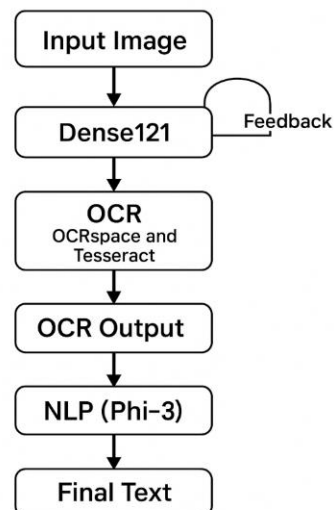 Input Image
Dense121
Feedback
OCR
OCRspace and
Tesseract
OCR Output
NLP (Phi-3)
Final Text